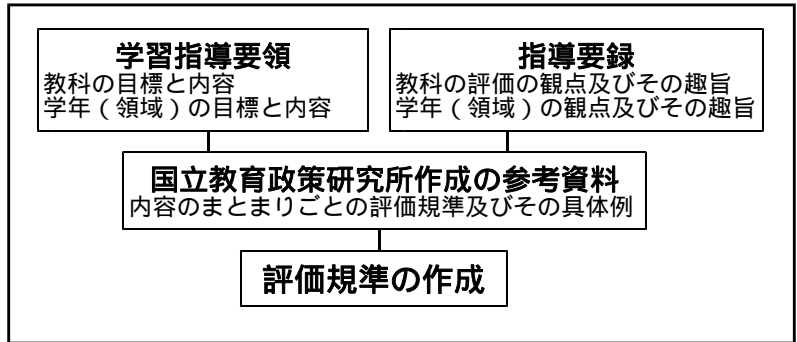 学習指導要領
教科の目標と内容
学年(領域)の目標と内容
指導要録
教科の評価の観点及びその趣旨
学年(領域)の観点及びその趣旨
国立教育政策研究所作成の参考資料
内容のまとまりごとの評価規準及びその具体例
評価規準の作成